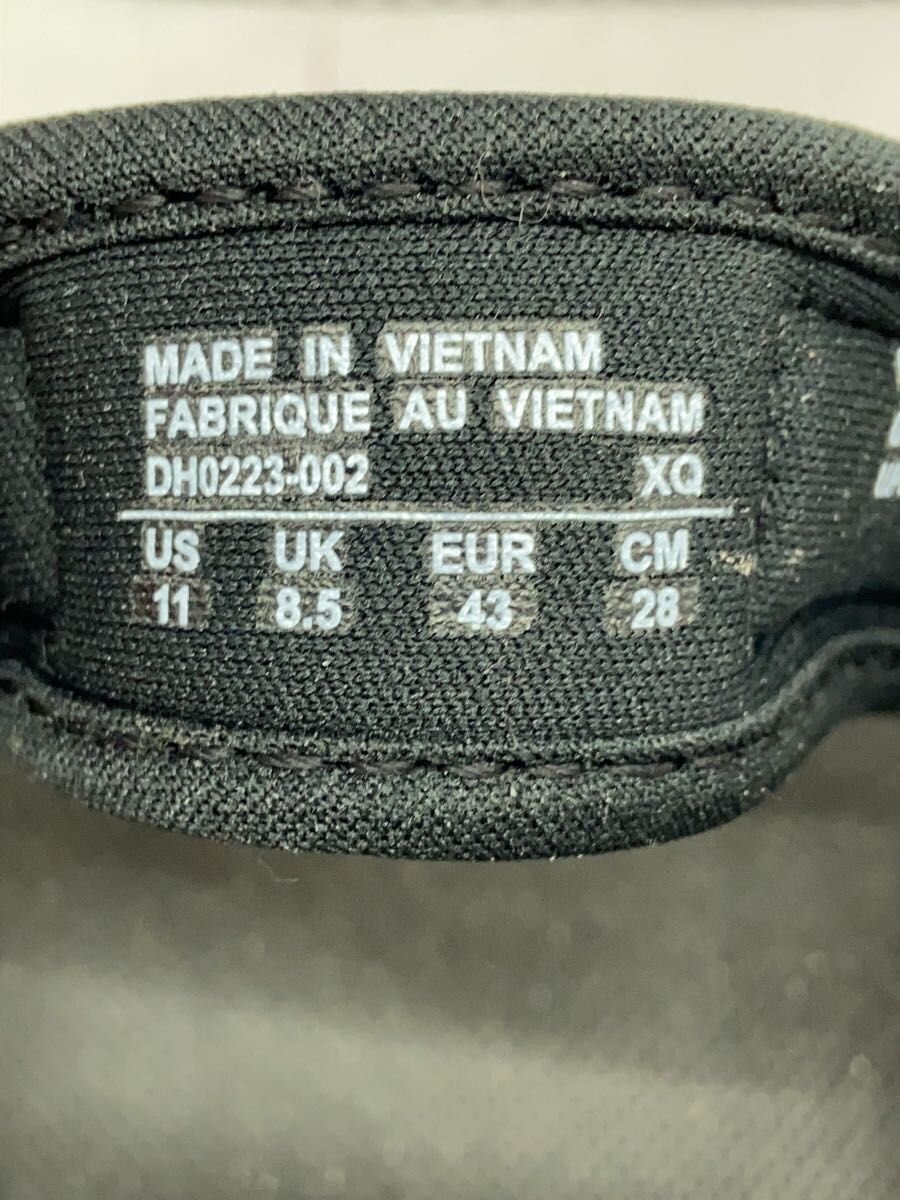 MADE IN VIETNAM
FABRIQUE AU VIETNAM
DH0223-002 XQ
US UK EUR CM
11 8.5 43 28